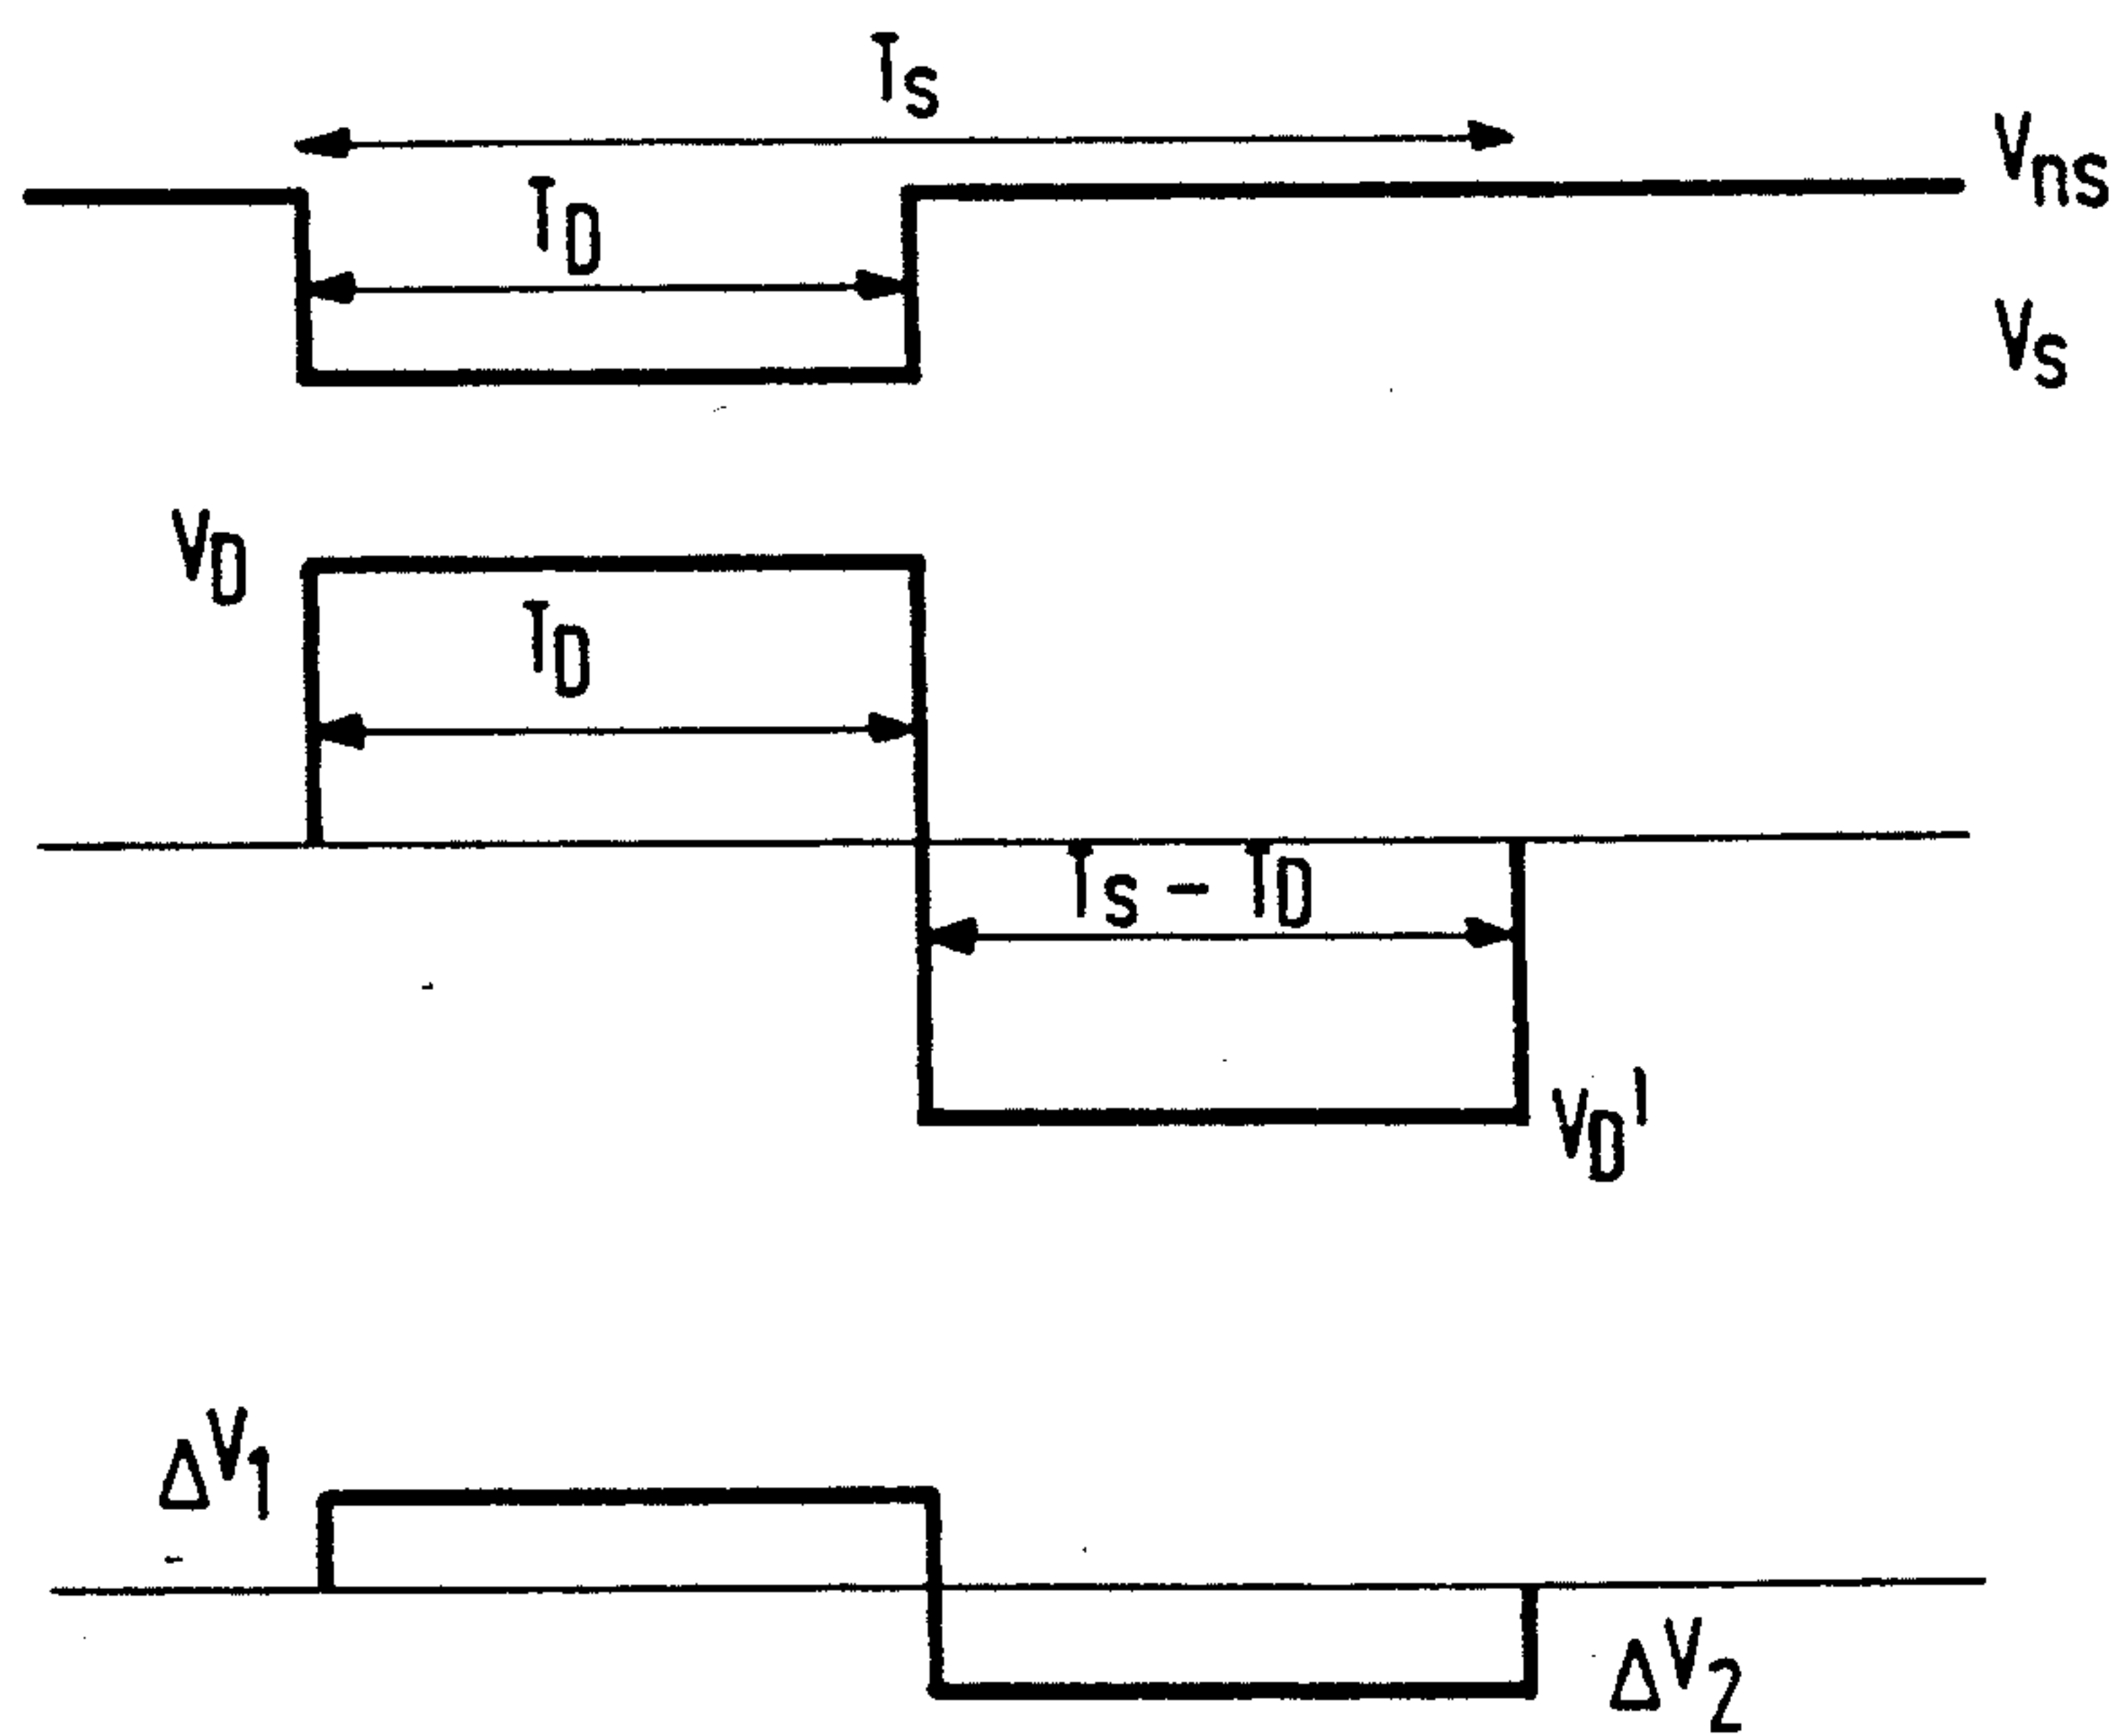 Ts
Vns
TD
Vs
VD
TD
Ts - TD
VD'
ΔV1
ΔV2